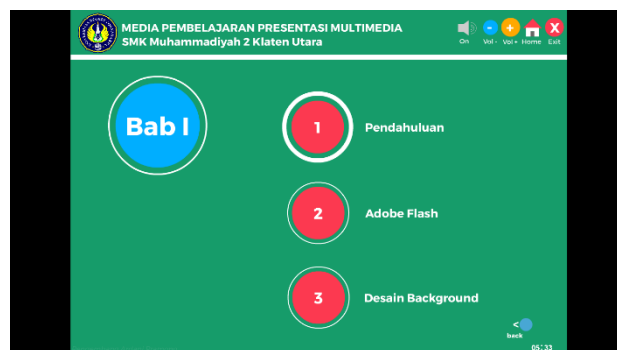 MEDIA PEMBELAJARAN PRESENTASI MULTIMEDIA
SMK Muhammadiyah 2 Klaten Utara
-
+
X
On
Vol -
Vol +
Home
Exit
Bab I
1
Pendahuluan
2
Adobe Flash
3
Desain Background
<
back
05:33